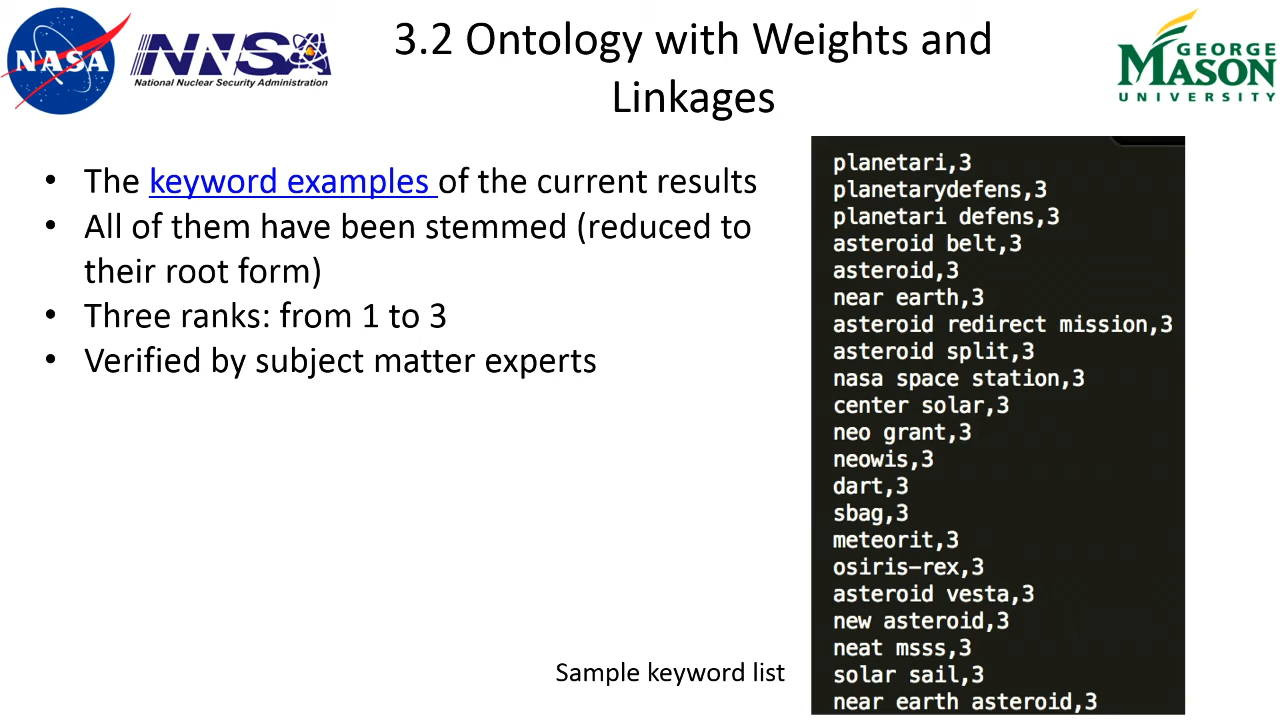 NASA
NNSA
National Nuclear Security Administration
3.2 Ontology with Weights and
Linkages
GEORGE
MASON
UNIVERSITY
• The keyword examples of the current results
• All of them have been stemmed (reduced to
their root form)
• Three ranks: from 1 to 3
• Verified by subject matter experts
planetari,3
planetarydefens,3
planetari defens,3
asteroid belt,3
asteroid,3
near earth,3
asteroid redirect mission,3
asteroid split,3
nasa space station,3
center solar,3
neo grant,3
neowis,3
dart,3
sbag,3
meteorit,3
osiris-rex,3
asteroid vesta,3
new asteroid,3
neat msss,3
solar sail,3
near earth asteroid,3
Sample keyword list